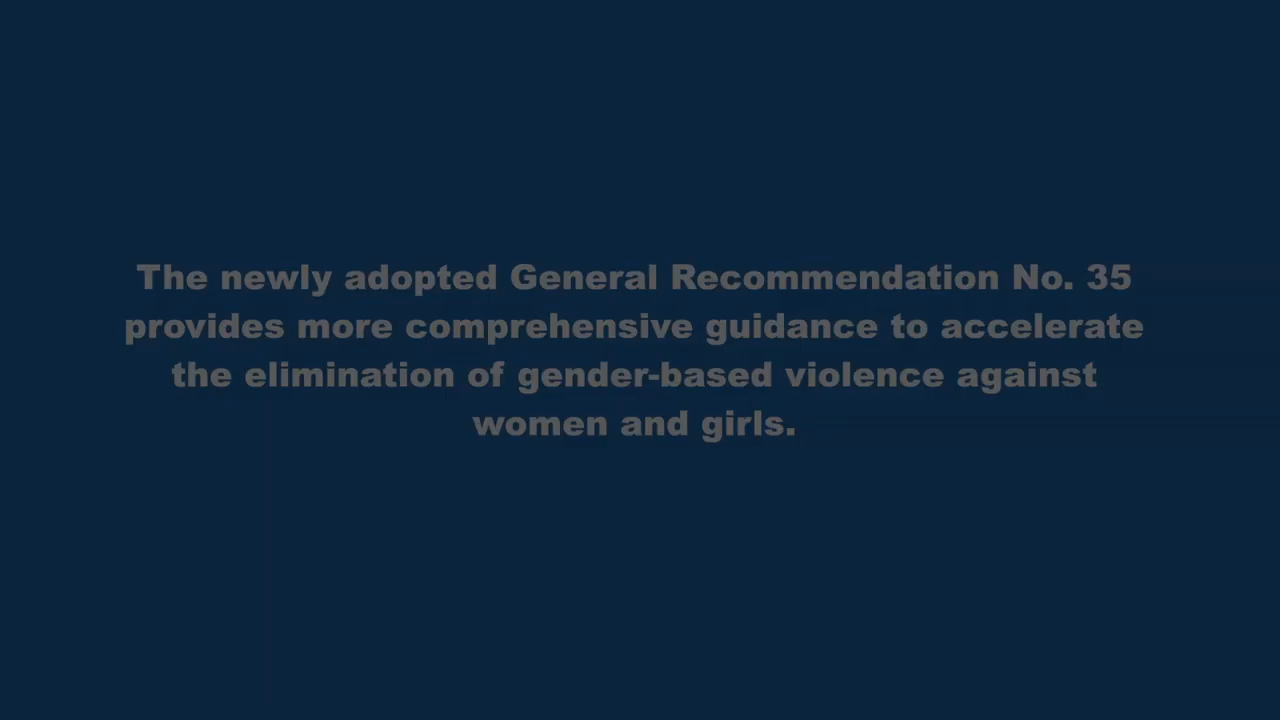 The newly adopted General Recommendation No. 35
provides more comprehensive guidance to accelerate
the elimination of gender-based violence against
women and girls.